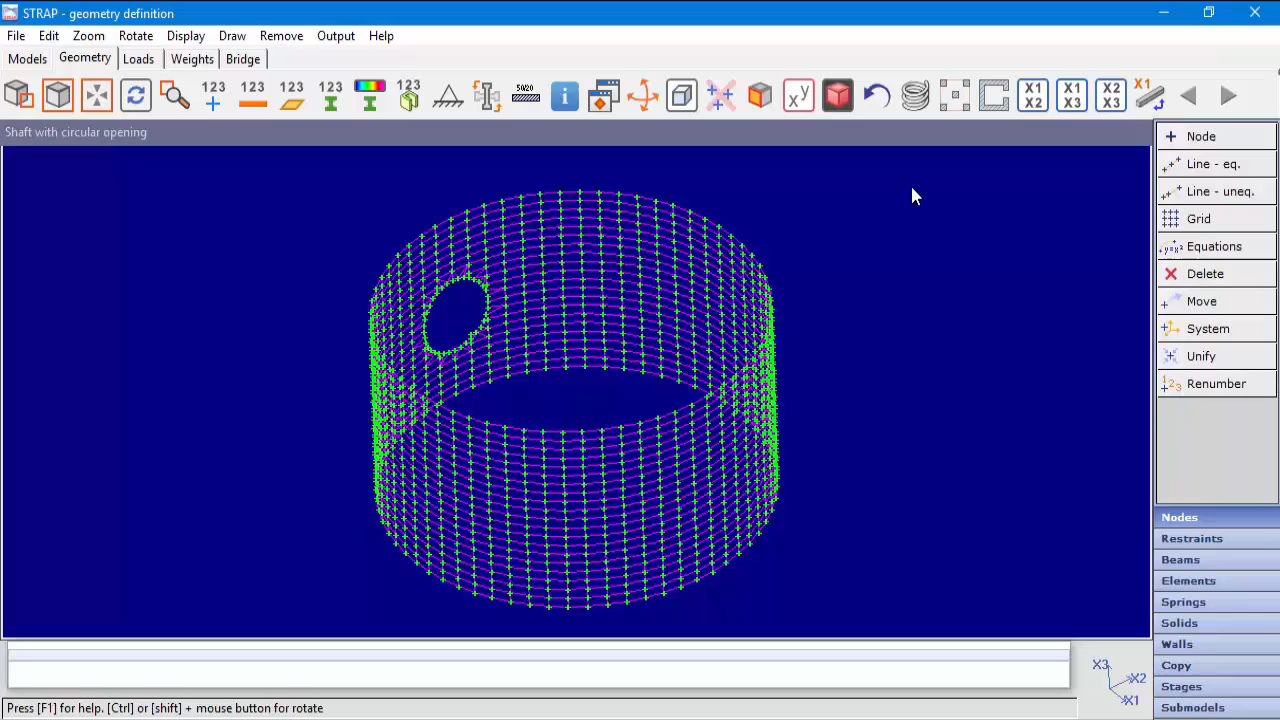 STRAP - geometry definition
File Edit Zoom Rotate Display Draw Remove Output Help
Models Geometry Loads Weights Bridge
123 123 123 123 123 5020 i x y X1 X2 X1 X3 X2 X3 X1
Shaft with circular opening
Node
Line - eq.
Line - uneq.
Grid
y=x² Equations
Delete
Move
System
Unify
123 Renumber
Nodes
Restraints
Beams
Elements
Springs
Solids
Walls
Copy
Stages
Submodels
X3
X2
X1
Press [F1] for help. [Ctrl] or [shift] + mouse button for rotate